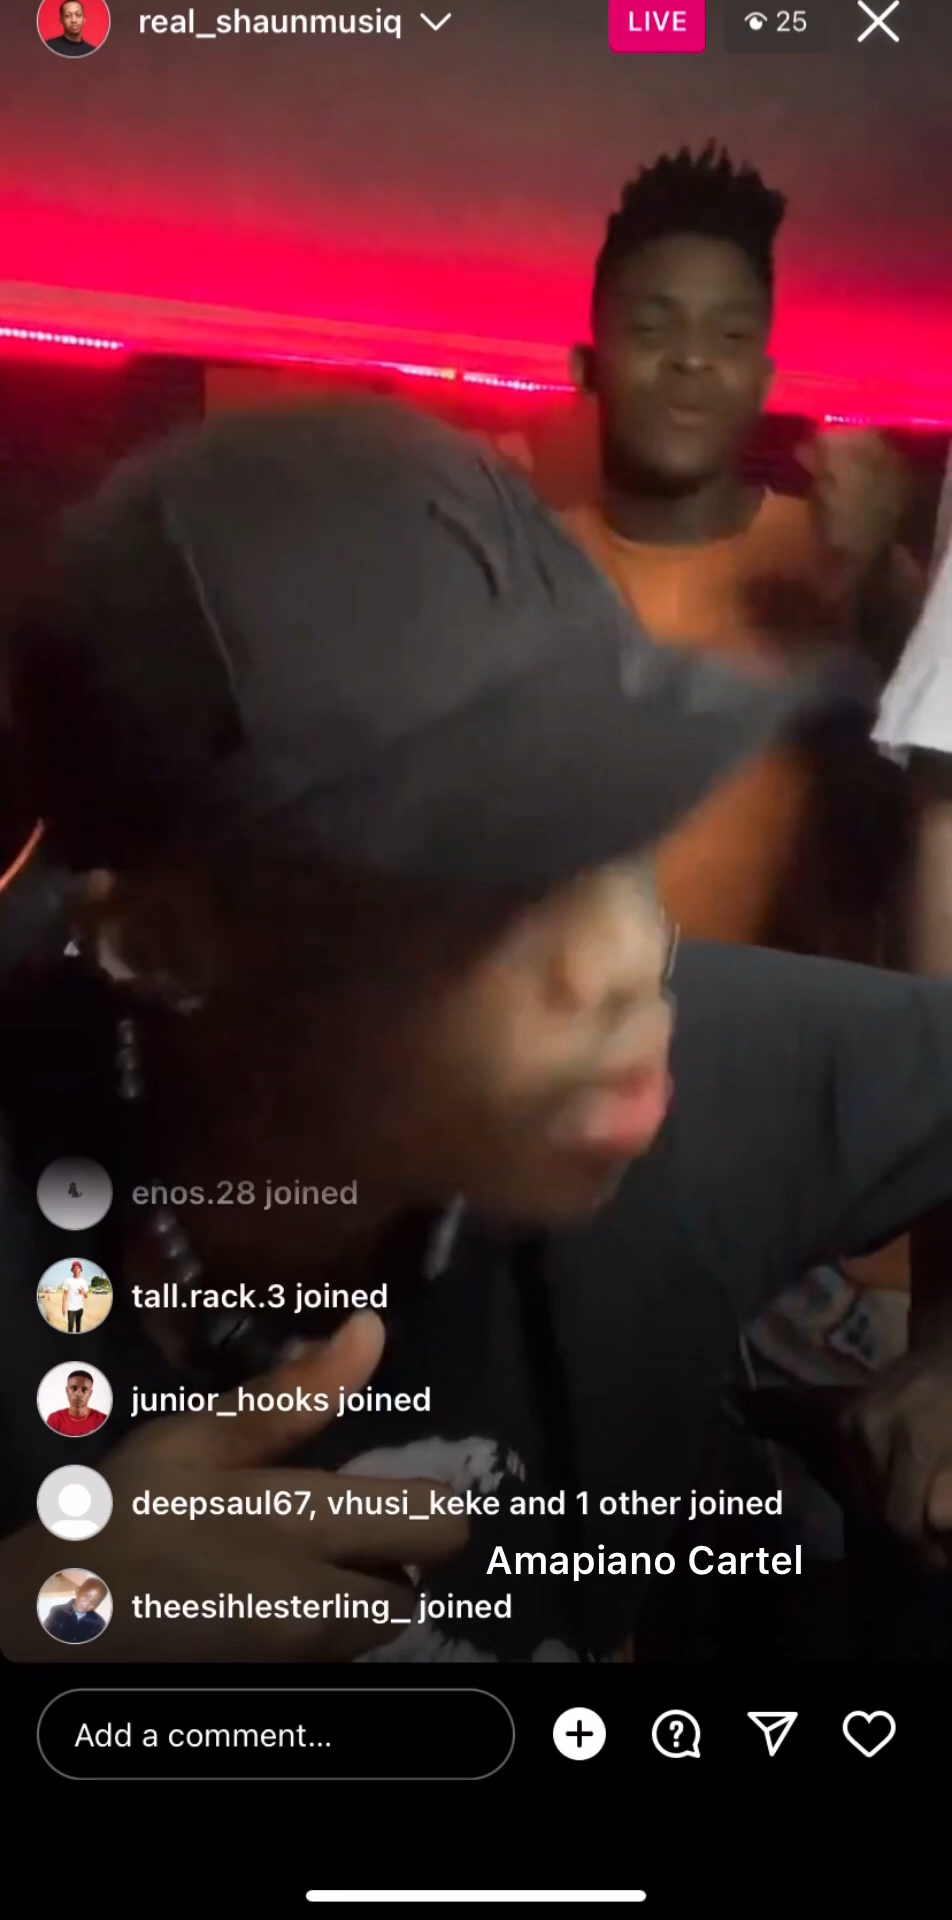 real_shaunmusiq
LIVE
25
enos.28 joined
tall.rack.3 joined
junior_hooks joined
deepsaul67, vhusi_keke and 1 other joined
Amapiano Cartel
theesihlesterling_ joined
Add a comment...